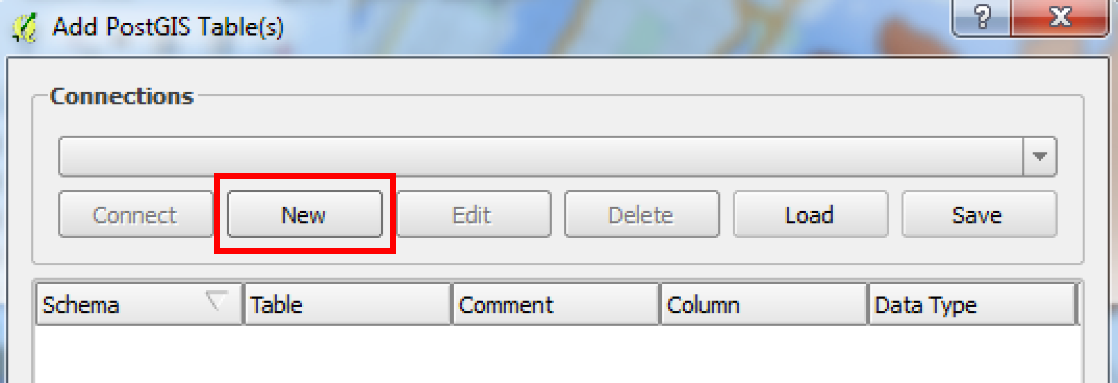 Add PostGIS Table(s)
?
Connections
Connect New Edit Delete Load Save
Schema Table Comment Column Data Type